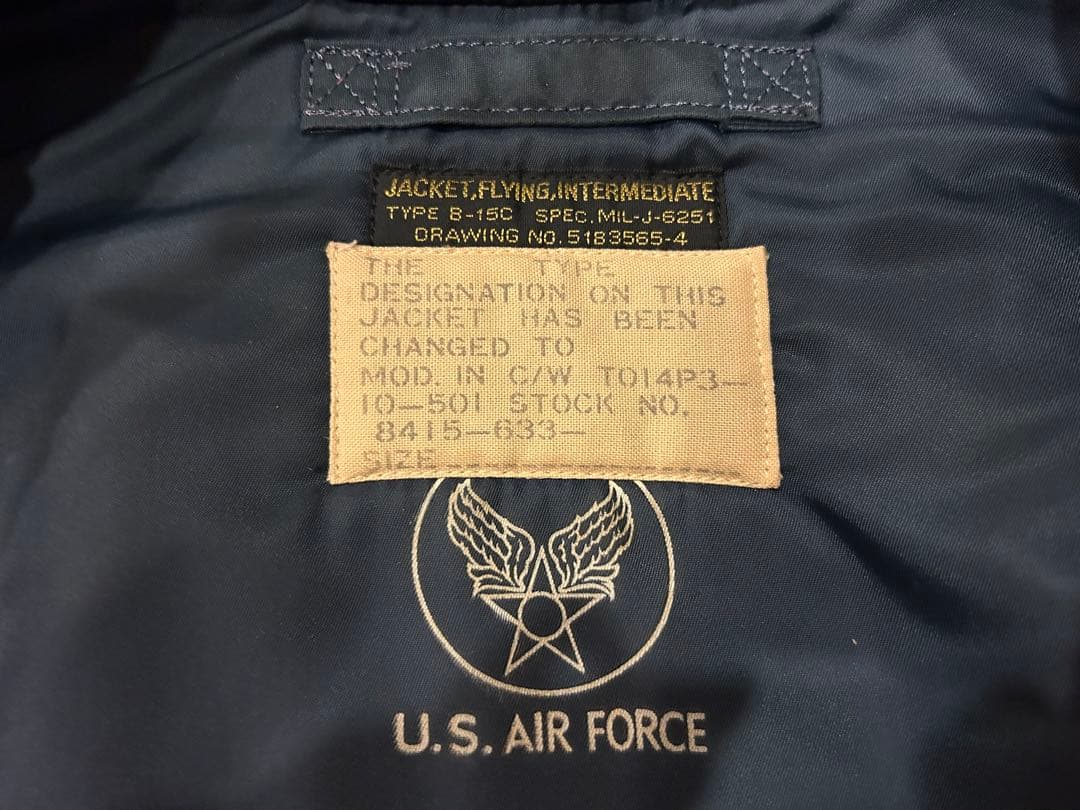 JACKET,FLYING,INTERMEDIATE
TYPE B-15C SPEC. MIL-J-6251
DRAWING NO. 5183565-4
THE TYPE
DESIGNATION ON THIS
JACKET HAS BEEN
CHANGED TO
MOD. IN C/W TO14P3-
10-501 STOCK NO.
8415-633-
SIZE
U.S. AIR FORCE